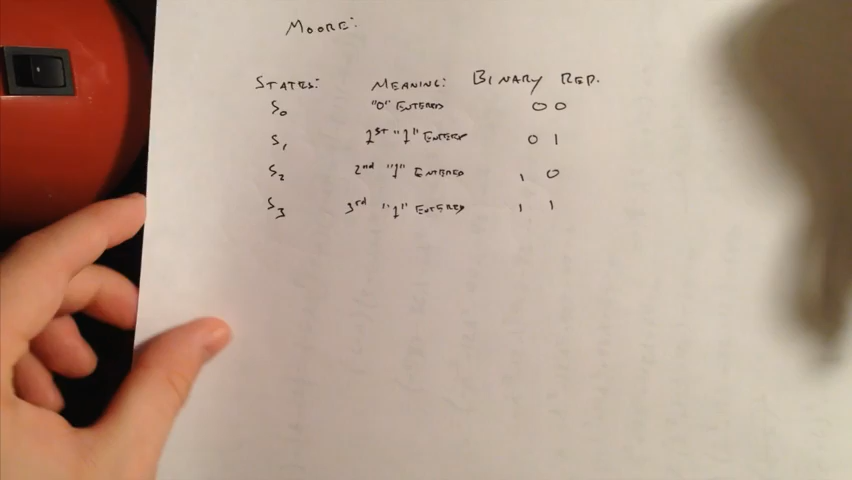 MOORE:
STATES: MEANING: BINARY REP.
S0 "0" ENTERED 0 0
S1 1ST "1" ENTERED 0 1
S2 2nd "1" ENTERED 1 0
S3 3rd "1" ENTERED 1 1